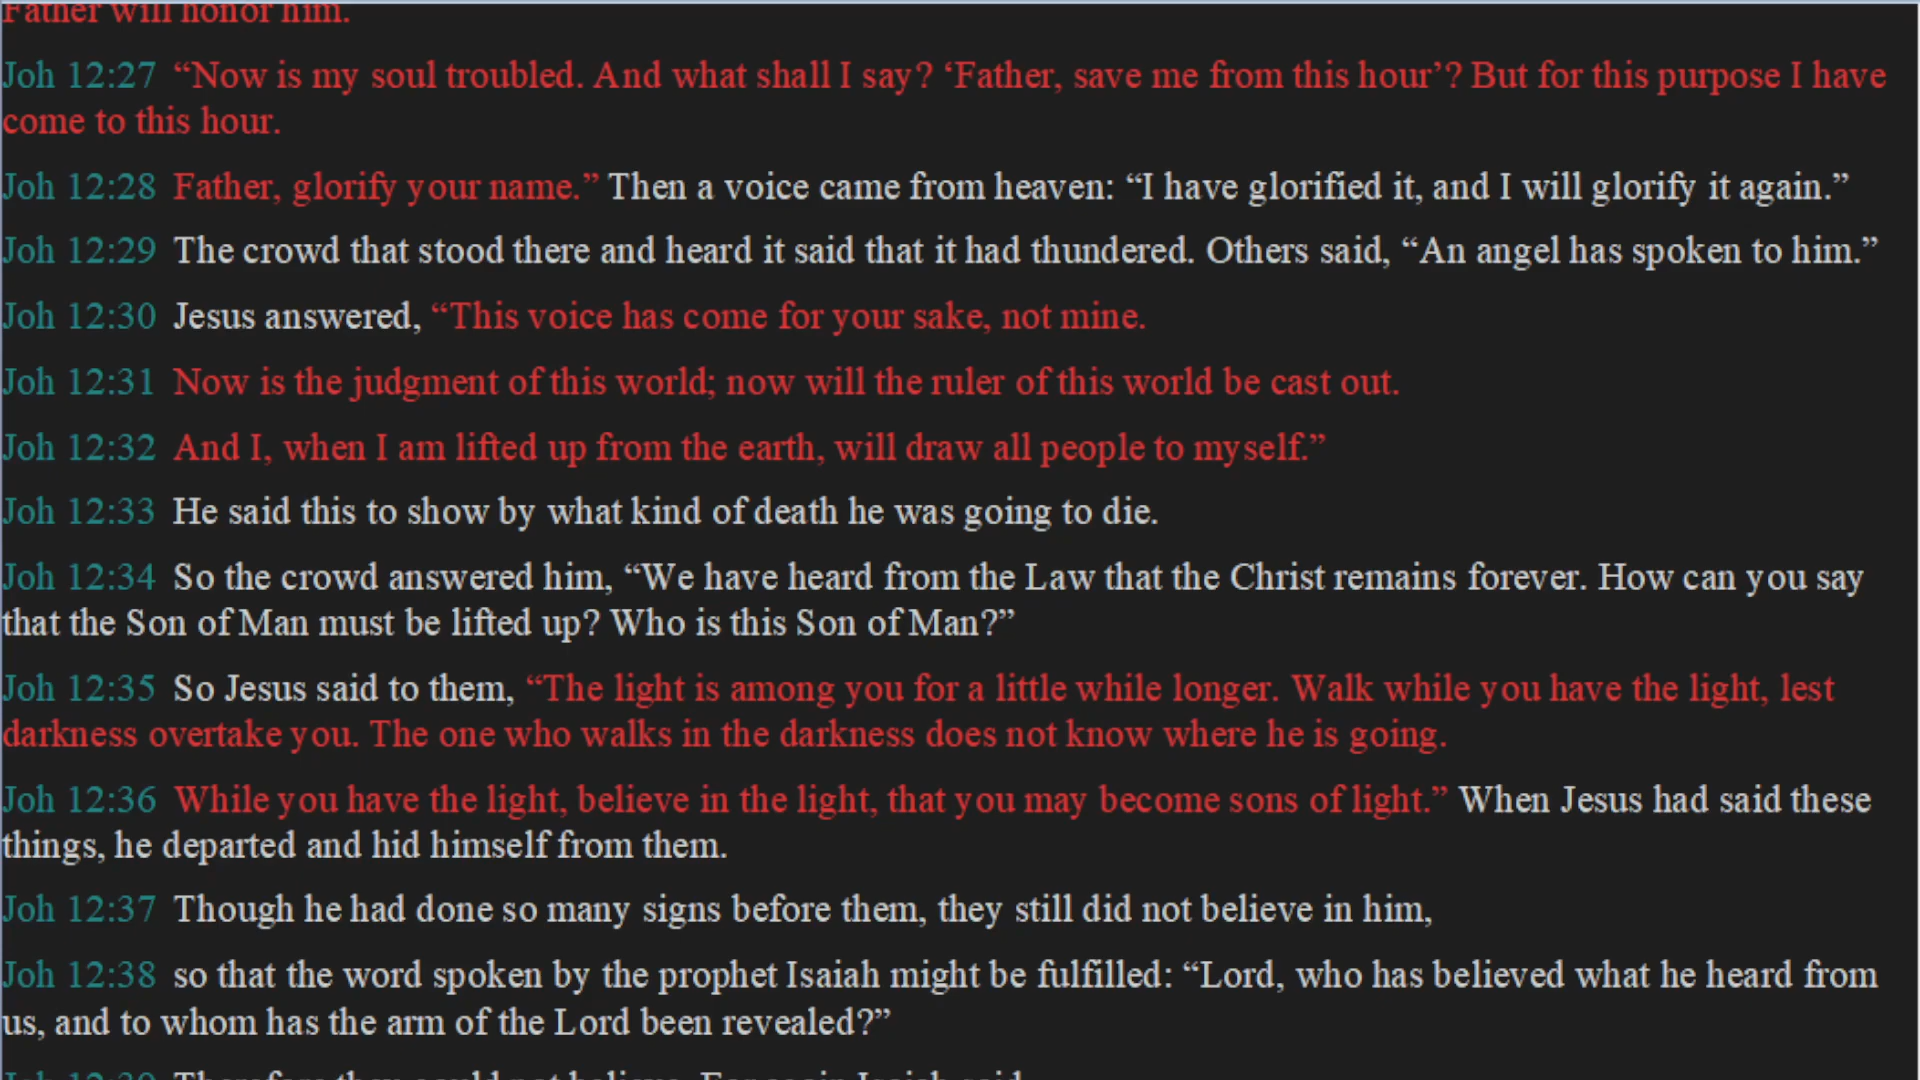 Father will honor him.
Joh 12:27 “Now is my soul troubled. And what shall I say? ‘Father, save me from this hour’? But for this purpose I have
come to this hour.
Joh 12:28 Father, glorify your name.” Then a voice came from heaven: “I have glorified it, and I will glorify it again.”
Joh 12:29 The crowd that stood there and heard it said that it had thundered. Others said, “An angel has spoken to him.”
Joh 12:30 Jesus answered, “This voice has come for your sake, not mine.
Joh 12:31 Now is the judgment of this world; now will the ruler of this world be cast out.
Joh 12:32 And I, when I am lifted up from the earth, will draw all people to myself.”
Joh 12:33 He said this to show by what kind of death he was going to die.
Joh 12:34 So the crowd answered him, “We have heard from the Law that the Christ remains forever. How can you say
that the Son of Man must be lifted up? Who is this Son of Man?”
Joh 12:35 So Jesus said to them, “The light is among you for a little while longer. Walk while you have the light, lest
darkness overtake you. The one who walks in the darkness does not know where he is going.
Joh 12:36 While you have the light, believe in the light, that you may become sons of light.” When Jesus had said these
things, he departed and hid himself from them.
Joh 12:37 Though he had done so many signs before them, they still did not believe in him,
Joh 12:38 so that the word spoken by the prophet Isaiah might be fulfilled: “Lord, who has believed what he heard from
us, and to whom has the arm of the Lord been revealed?”
Joh 12:39 Therefore they could not believe. For again Isaiah said,